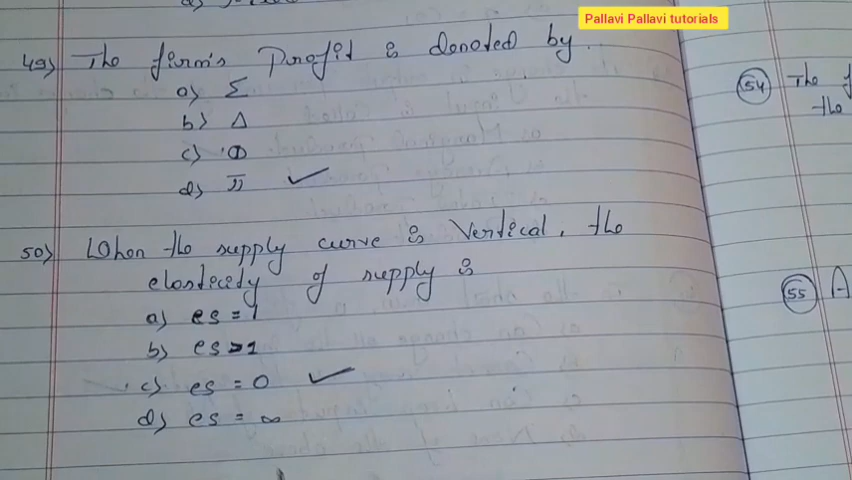 Pallavi Pallavi tutorials
49) The firm's Profit is denoted by.
a) Σ
b) Δ
c) Φ
d) π ✓
50) When the supply curve is Vertical, the
elasticity of supply is
a) es = 1
b) es > 1
c) es = 0 ✓
d) es = ∞
54 The f
the
55 A